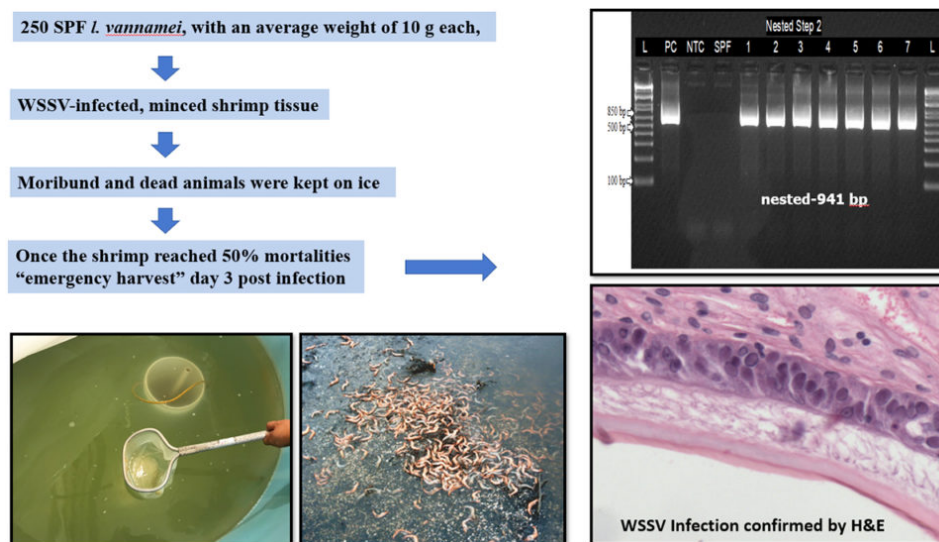 250 SPF l. vannamei, with an average weight of 10 g each,
WSSV-infected, minced shrimp tissue
Moribund and dead animals were kept on ice
Once the shrimp reached 50% mortalities
“emergency harvest” day 3 post infection
Nested Step 2
L PC NTC SPF 1 2 3 4 5 6 7 L
850 bp
500 bp
100 bp
nested-941 bp
WSSV Infection confirmed by H&E